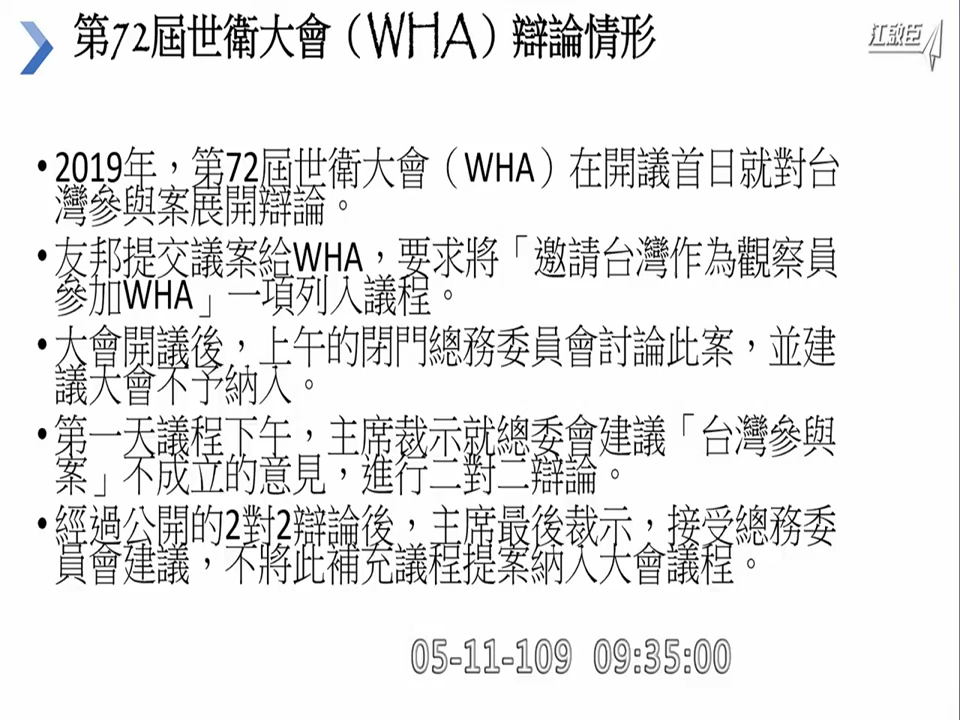 第72屆世衛大會（WHA）辯論情形
江啟臣
•2019年，第72屆世衛大會（WHA）在開議首日就對台
灣參與案展開辯論。
•友邦提交議案給WHA，要求將「邀請台灣作為觀察員
參加WHA」一項列入議程。
•大會開議後，上午的閉門總務委員會討論此案，並建
議大會不予納入。
•第一天議程下午，主席裁示就總委會建議「台灣參與
案」不成立的意見，進行二對二辯論。
•經過公開的2對2辯論後，主席最後裁示，接受總務委
員會建議，不將此補充議程提案納入大會議程。
05-11-109 09:35:00